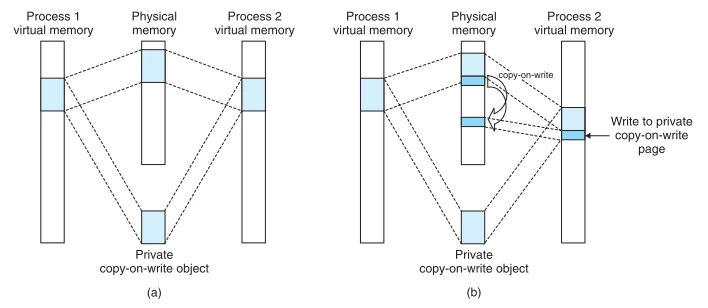 Process 1
virtual memory
Physical
memory
Process 2
virtual memory
Private
copy-on-write object
(a)
Process 1
virtual memory
Physical
memory
Process 2
virtual memory
copy-on-write
Write to private
copy-on-write
page
Private
copy-on-write object
(b)